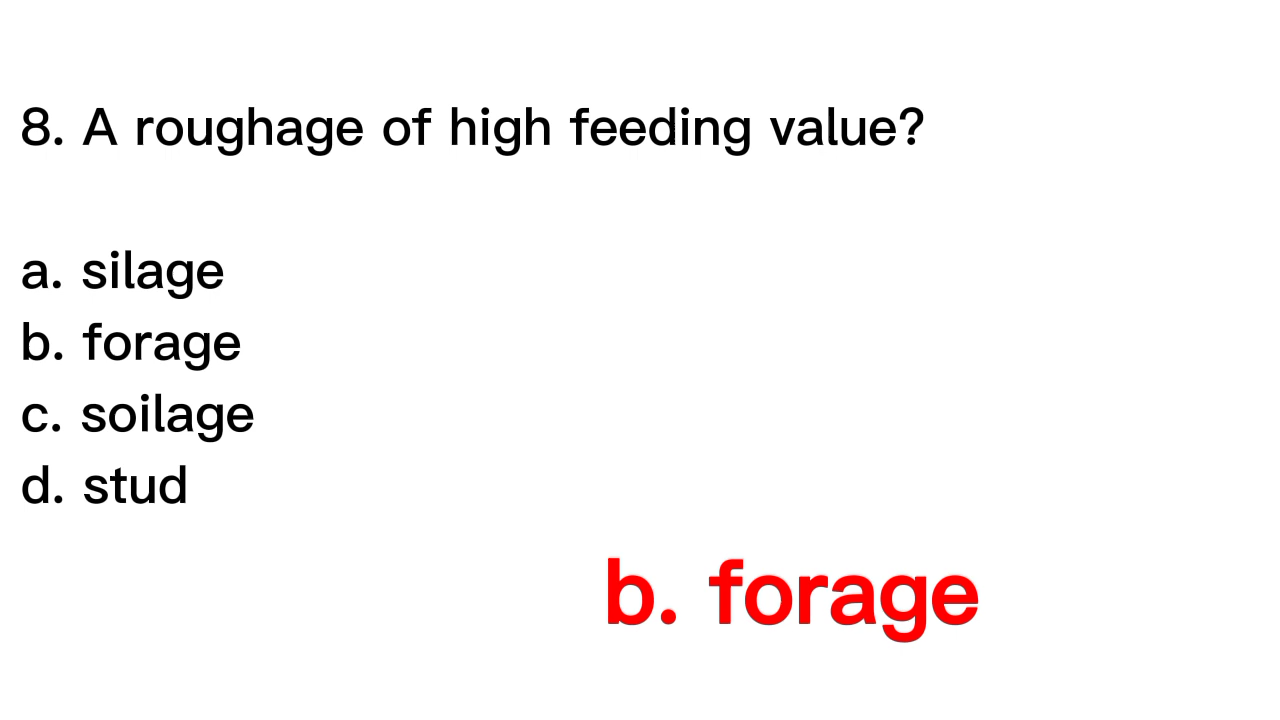 8. A roughage of high feeding value?
a. silage
b. forage
c. soilage
d. stud
b. forage